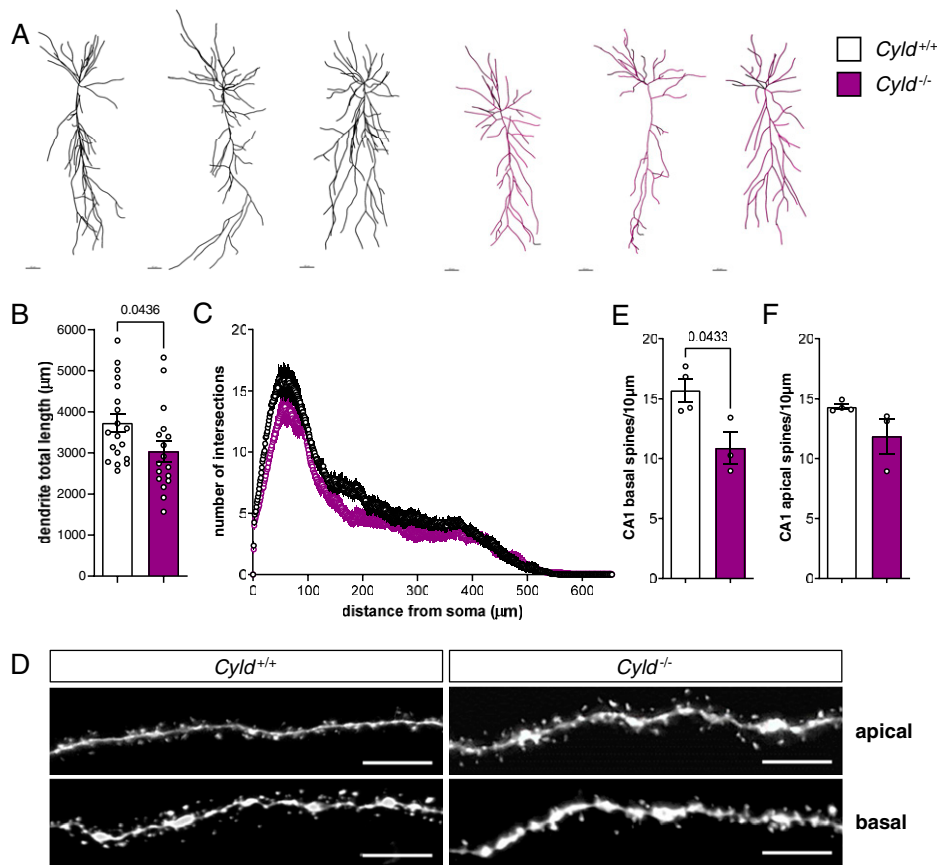 A
Cyld+/+
Cyld-/-
B
0.0436
6000
5000
4000
3000
2000
1000
0
dendrite total length (µm)
C
20
15
10
5
0
number of intersections
0 100 200 300 400 500 600
distance from soma (µm)
E
0.0433
20
15
10
5
0
CA1 basal spines/10µm
F
20
15
10
5
0
CA1 apical spines/10µm
D
Cyld+/+ Cyld-/-
apical
basal